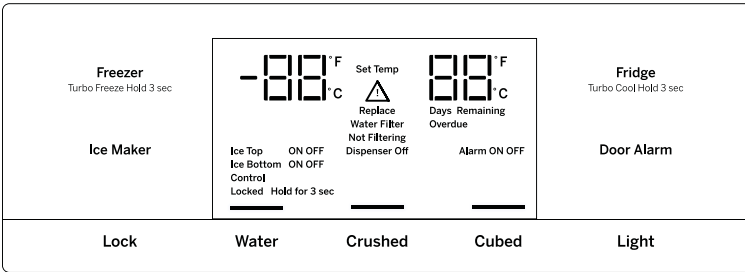 Freezer
Turbo Freeze Hold 3 sec
-88 °F °C
Set Temp
88 °F °C
Fridge
Turbo Cool Hold 3 sec
Replace
Water Filter
Not Filtering
Dispenser Off
Days Remaining
Overdue
Ice Maker
Ice Top ON OFF
Ice Bottom ON OFF
Control
Locked Hold for 3 sec
Alarm ON OFF
Door Alarm
Lock
Water
Crushed
Cubed
Light